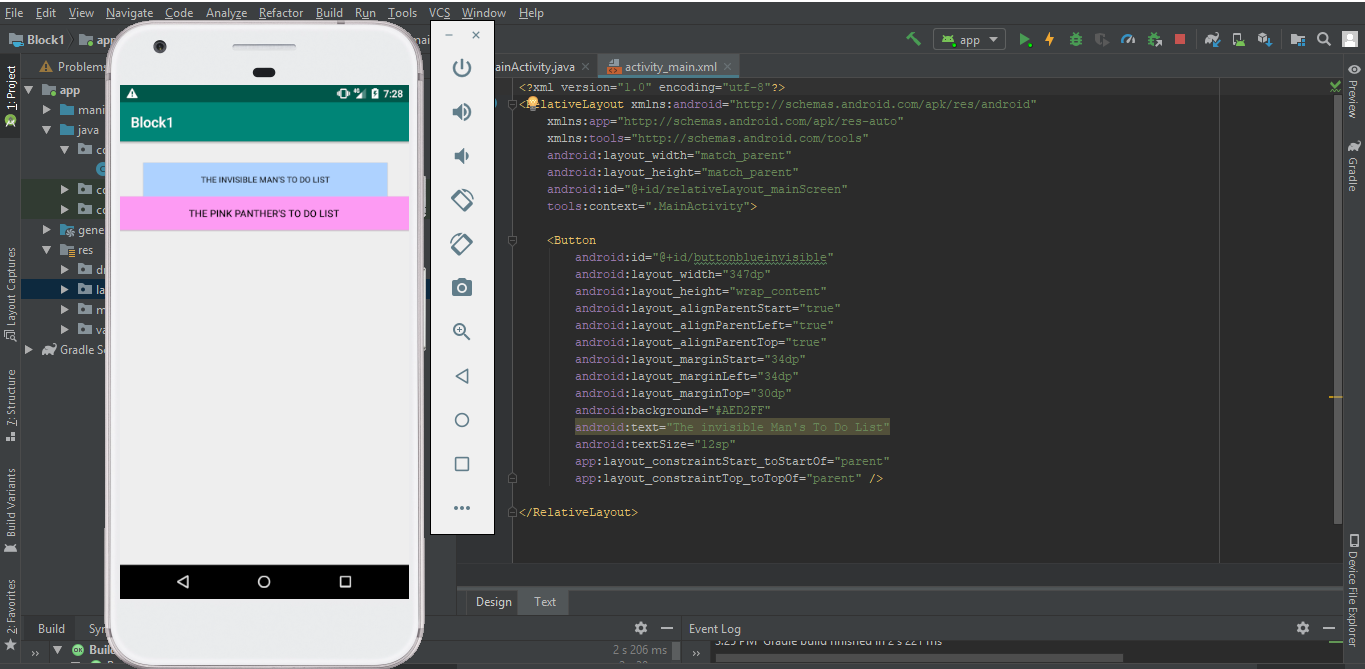 File Edit View Navigate Code Analyze Refactor Build Run Tools VCS Window Help
Block1
app
MainActivity.java
activity_main.xml
Problems
1: Project
app
mani
java
co
co
co
gene
res
dr
la
m
va
Gradle Sc
Layout Captures
7: Structure
Build Variants
2: Favorites
7:28
Block1
THE INVISIBLE MAN'S TO DO LIST
THE PINK PANTHER'S TO DO LIST
<?xml version="1.0" encoding="utf-8"?>
<RelativeLayout xmlns:android="http://schemas.android.com/apk/res/android"
xmlns:app="http://schemas.android.com/apk/res-auto"
xmlns:tools="http://schemas.android.com/tools"
android:layout_width="match_parent"
android:layout_height="match_parent"
android:id="@+id/relativeLayout_mainScreen"
tools:context=".MainActivity">
<Button
android:id="@+id/buttonblueinvisible"
android:layout_width="347dp"
android:layout_height="wrap_content"
android:layout_alignParentStart="true"
android:layout_alignParentLeft="true"
android:layout_alignParentTop="true"
android:layout_marginStart="34dp"
android:layout_marginLeft="34dp"
android:layout_marginTop="30dp"
android:background="#AED2FF"
android:text="The invisible Man's To Do List"
android:textSize="12sp"
app:layout_constraintStart_toStartOf="parent"
app:layout_constraintTop_toTopOf="parent" />
</RelativeLayout>
Design Text
Preview
Gradle
Device File Explorer
Build
Syn
Buil
2 s 206 ms
Event Log
Gradle build finished in 2 s 221 ms